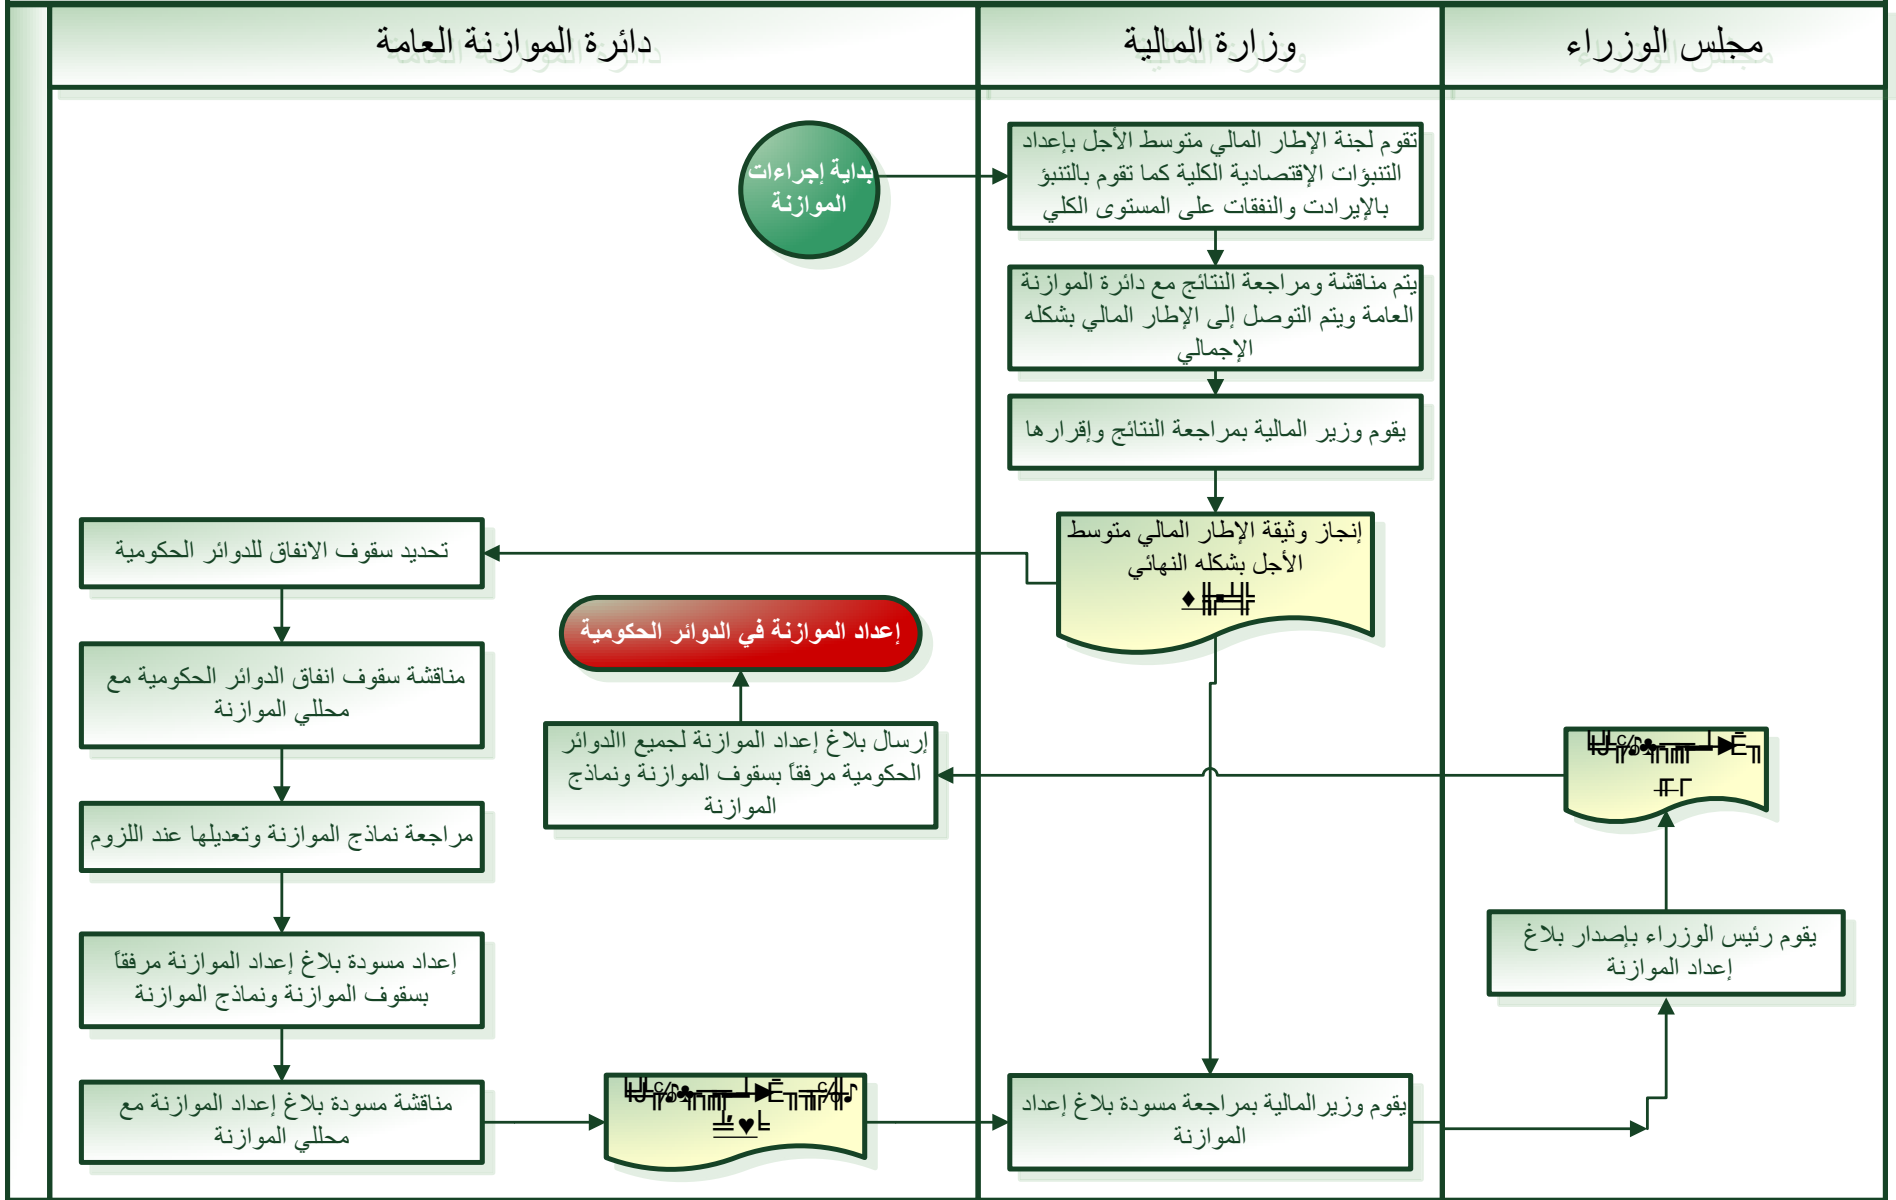 مجلس الوزراء
وزارة المالية
دائرة الموازنة العامة
بداية إجراءات
الموازنة
تقوم لجنة الإطار المالي متوسط الأجل بإعداد
التنبؤات الإقتصادية الكلية كما تقوم بالتنبؤ
بالإيرادت والنفقات على المستوى الكلي
يتم مناقشة ومراجعة النتائج مع دائرة الموازنة
العامة ويتم التوصل إلى الإطار المالي بشكله
الإجمالي
يقوم وزير المالية بمراجعة النتائج وإقرارها
إنجاز وثيقة الإطار المالي متوسط
الأجل بشكله النهائي
تحديد سقوف الانفاق للدوائر الحكومية
مناقشة سقوف انفاق الدوائر الحكومية مع
محللي الموازنة
مراجعة نماذج الموازنة وتعديلها عند اللزوم
إعداد مسودة بلاغ إعداد الموازنة مرفقاً
بسقوف الموازنة ونماذج الموازنة
مناقشة مسودة بلاغ إعداد الموازنة مع
محللي الموازنة
يقوم وزيرالمالية بمراجعة مسودة بلاغ إعداد
الموازنة
يقوم رئيس الوزراء بإصدار بلاغ
إعداد الموازنة
إرسال بلاغ إعداد الموازنة لجميع االدوائر
الحكومية مرفقاً بسقوف الموازنة ونماذج
الموازنة
إعداد الموازنة في الدوائر الحكومية